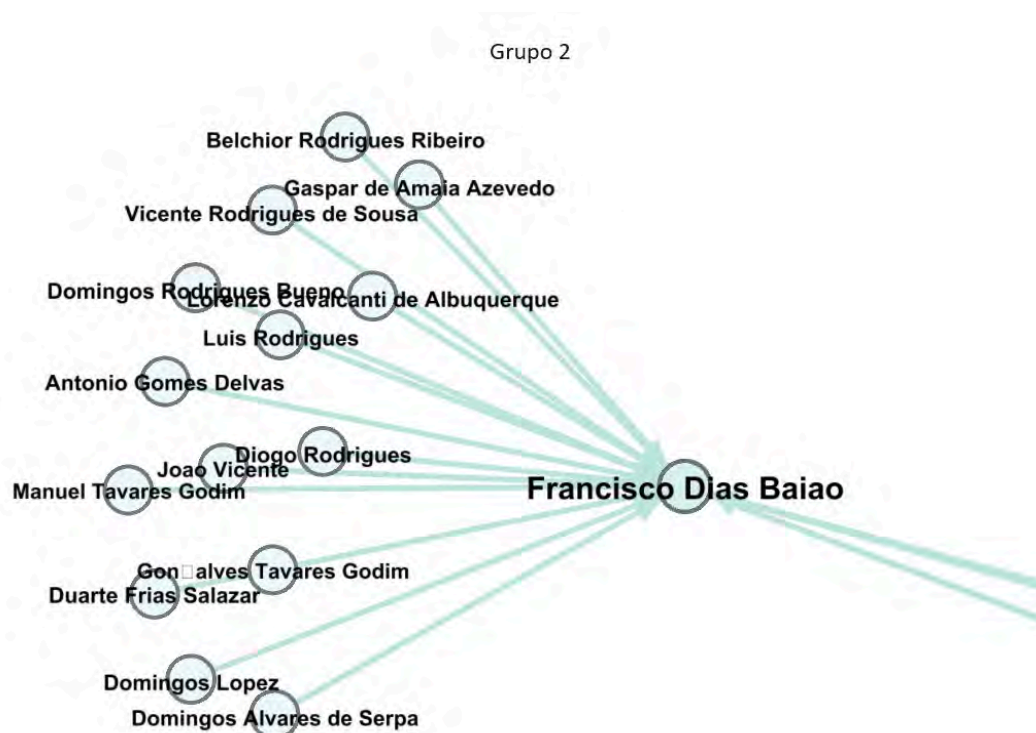 Grupo 2
Belchior Rodrigues Ribeiro
Gaspar de Amaia Azevedo
Vicente Rodrigues de Sousa
Domingos Rodrigues Bueno
Lorenzo Cavalcanti de Albuquerque
Luis Rodrigues
Antonio Gomes Delvas
Diogo Rodrigues
Joao Vicente
Manuel Tavares Godim
Francisco Dias Baiao
Gon□alves Tavares Godim
Duarte Frias Salazar
Domingos Lopez
Domingos Alvares de Serpa